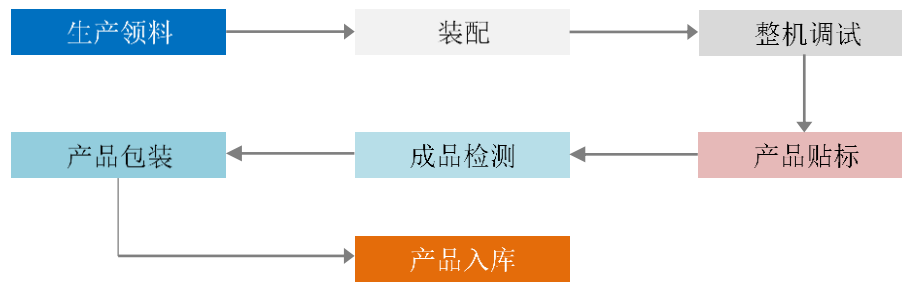 生产领料
装配
整机调试
产品贴标
成品检测
产品包装
产品入库